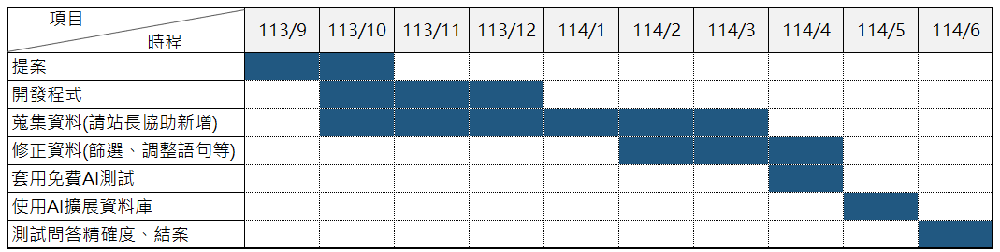 項目
時程
113/9 113/10 113/11 113/12 114/1 114/2 114/3 114/4 114/5 114/6
提案
開發程式
蒐集資料(請站長協助新增)
修正資料(篩選、調整語句等)
套用免費AI測試
使用AI擴展資料庫
測試問答精確度、結案